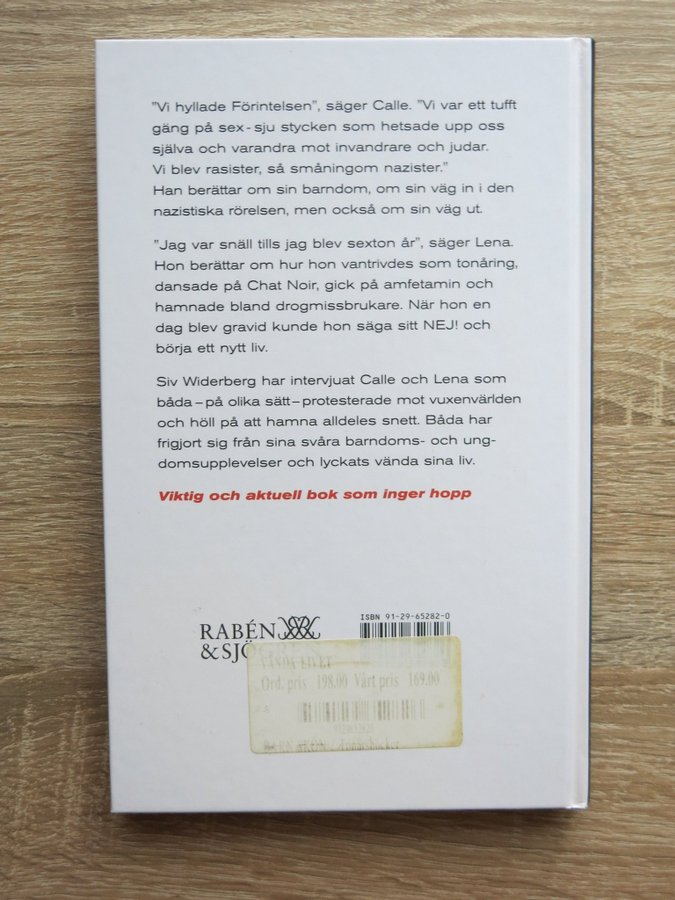 "Vi hyllade Förintelsen", säger Calle. "Vi var ett tufft
gäng på sex-sju stycken som hetsade upp oss
själva och varandra mot invandrare och judar.
Vi blev rasister, så småningom nazister."
Han berättar om sin barndom, om sin väg in i den
nazistiska rörelsen, men också om sin väg ut.
"Jag var snäll tills jag blev sexton år", säger Lena.
Hon berättar om hur hon vantrivdes som tonåring,
dansade på Chat Noir, gick på amfetamin och
hamnade bland drogmissbrukare. När hon en
dag blev gravid kunde hon säga sitt NEJ! och
börja ett nytt liv.
Siv Widerberg har intervjuat Calle och Lena som
båda – på olika sätt – protesterade mot vuxenvärlden
och höll på att hamna alldeles snett. Båda har
frigjort sig från sina svåra barndoms- och ung-
domsupplevelser och lyckats vända sina liv.
Viktig och aktuell bok som inger hopp
ISBN 91-29-65282-0
RABÉN
& SJÖGREN
VÄNDA LIVET
Ord. pris 198.00 Vårt pris 169.00